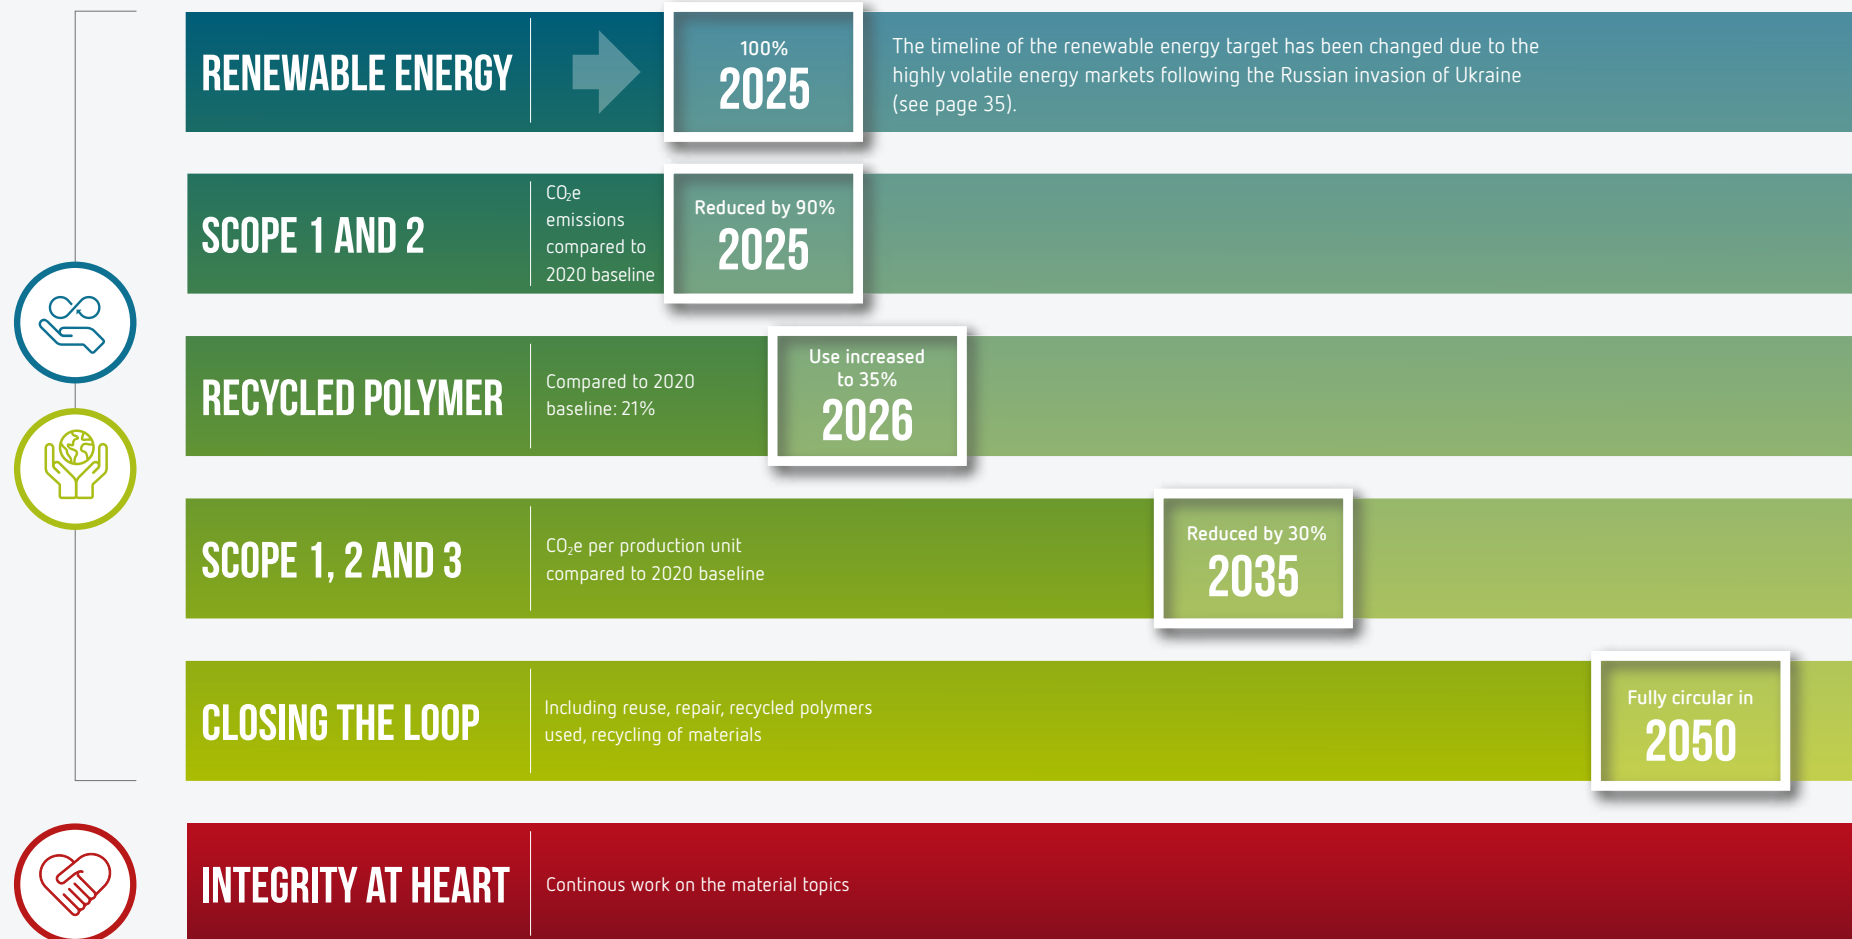 RENEWABLE ENERGY
100%
2025
The timeline of the renewable energy target has been changed due to the
highly volatile energy markets following the Russian invasion of Ukraine
(see page 35).
SCOPE 1 AND 2
CO₂e
emissions
compared to
2020 baseline
Reduced by 90%
2025
RECYCLED POLYMER
Compared to 2020
baseline: 21%
Use increased
to 35%
2026
SCOPE 1, 2 AND 3
CO₂e per production unit
compared to 2020 baseline
Reduced by 30%
2035
CLOSING THE LOOP
Including reuse, repair, recycled polymers
used, recycling of materials
Fully circular in
2050
INTEGRITY AT HEART
Continous work on the material topics